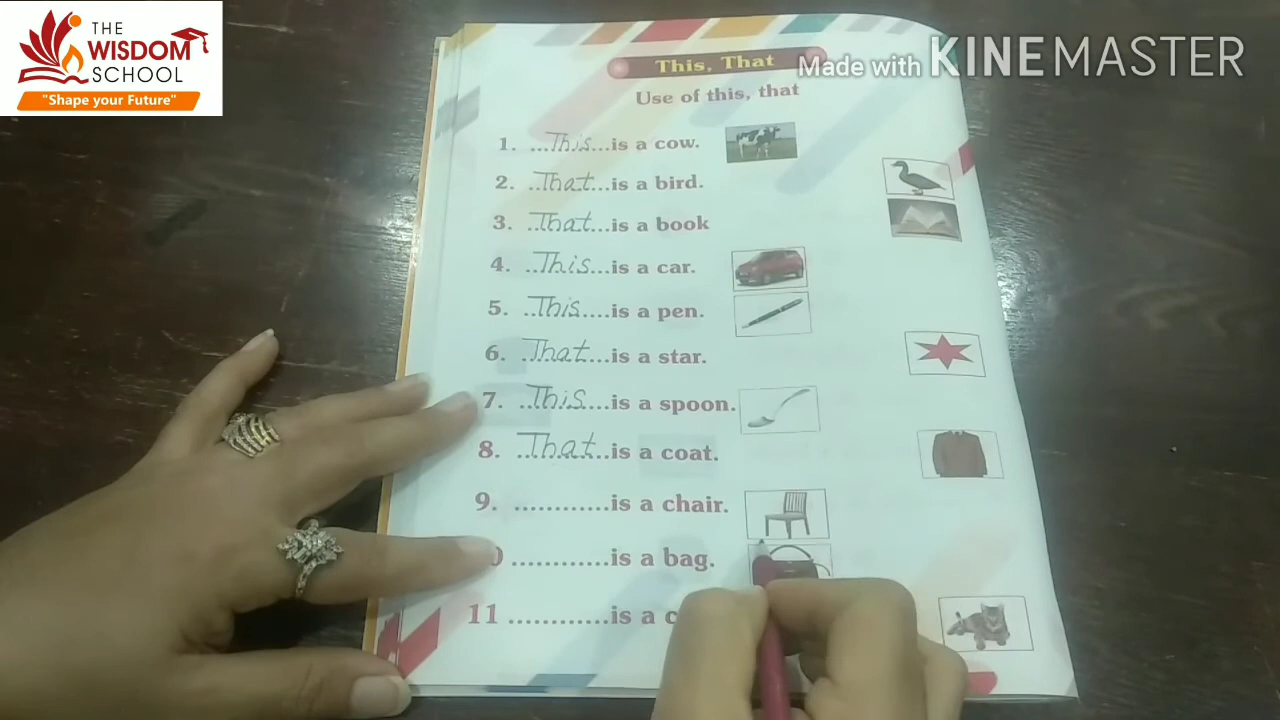 THE
WISDOM
SCHOOL
"Shape your Future"
Made with KINEMASTER
This, That
Use of this, that
1. ...This...is a cow.
2. ..That...is a bird.
3. ..That...is a book
4. ..This...is a car.
5. ..This....is a pen.
6. ..That...is a star.
7. ..This....is a spoon.
8. ..That...is a coat.
9. ............is a chair.
............is a bag.
11 ............is a